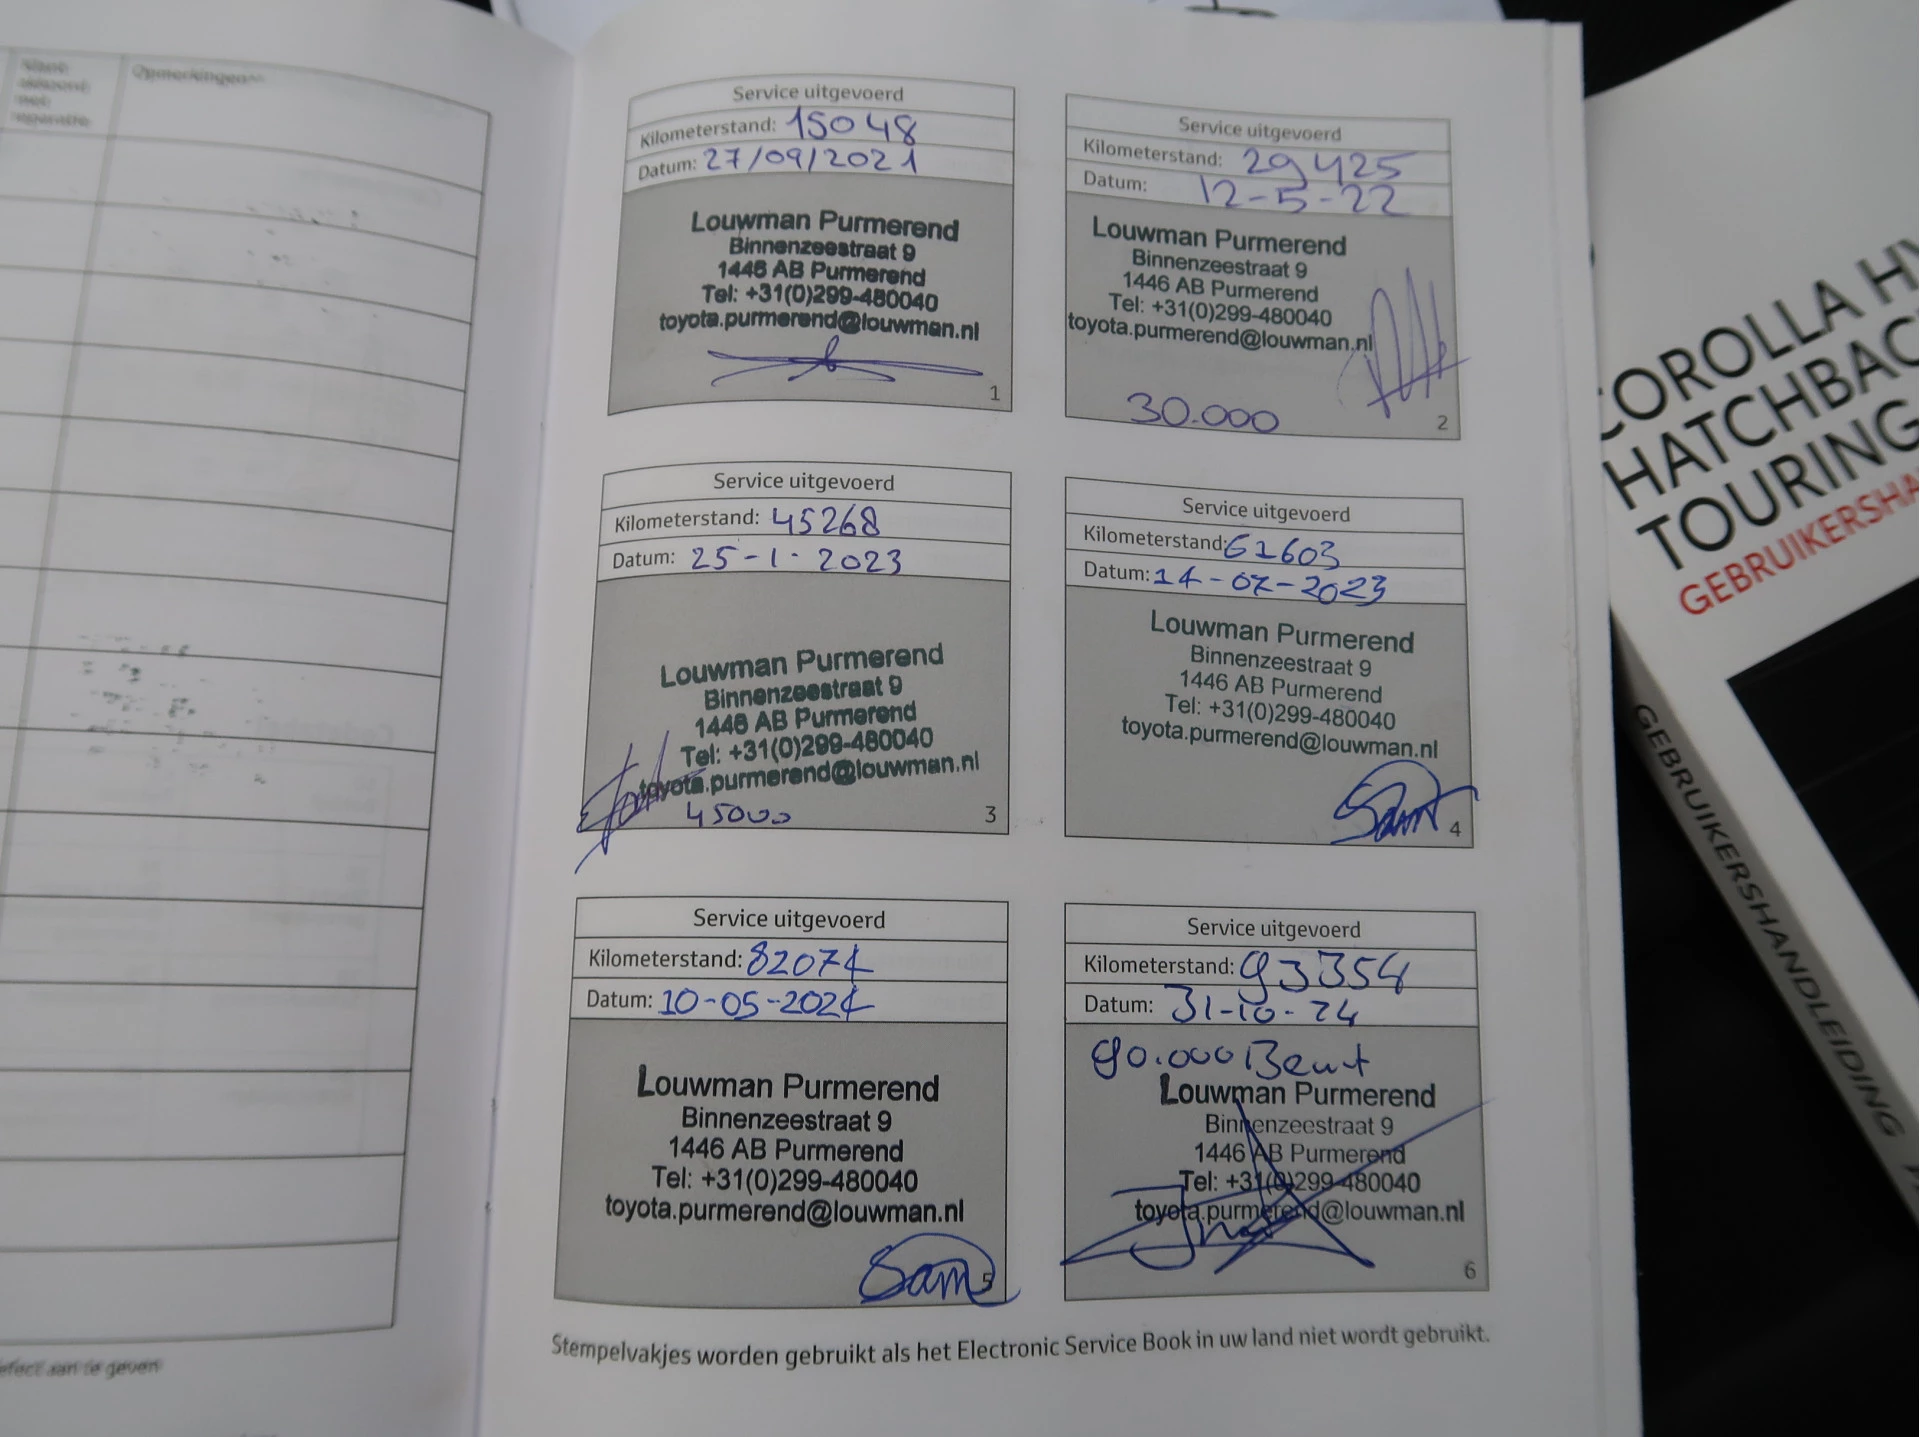 Opmerkingen
Service uitgevoerd
Kilometerstand: 15048
Datum: 27/09/2021
Louwman Purmerend
Binnenzeestraat 9
1446 AB Purmerend
Tel: +31(0)299-480040
toyota.purmerend@louwman.nl
1
Service uitgevoerd
Kilometerstand: 29425
Datum: 12-5-22
Louwman Purmerend
Binnenzeestraat 9
1446 AB Purmerend
Tel: +31(0)299-480040
toyota.purmerend@louwman.nl
30.000
2
Service uitgevoerd
Kilometerstand: 45268
Datum: 25-1-2023
Louwman Purmerend
Binnenzeestraat 9
1446 AB Purmerend
Tel: +31(0)299-480040
toyota.purmerend@louwman.nl
45000
3
Service uitgevoerd
Kilometerstand: 61603
Datum: 14-07-2023
Louwman Purmerend
Binnenzeestraat 9
1446 AB Purmerend
Tel: +31(0)299-480040
toyota.purmerend@louwman.nl
4
Service uitgevoerd
Kilometerstand: 82074
Datum: 10-05-2024
Louwman Purmerend
Binnenzeestraat 9
1446 AB Purmerend
Tel: +31(0)299-480040
toyota.purmerend@louwman.nl
Sam
5
Service uitgevoerd
Kilometerstand: 93354
Datum: 31-10-24
90.000 Beurt
Louwman Purmerend
Binnenzeestraat 9
1446 AB Purmerend
Tel: +31(0)299-480040
toyota.purmerend@louwman.nl
6
Stempelvakjes worden gebruikt als het Electronic Service Book in uw land niet wordt gebruikt.
aan te geven
COROLLA HY
HATCHBAC
TOURING
GEBRUIKERSHA
GEBRUIKERSHANDLEIDING